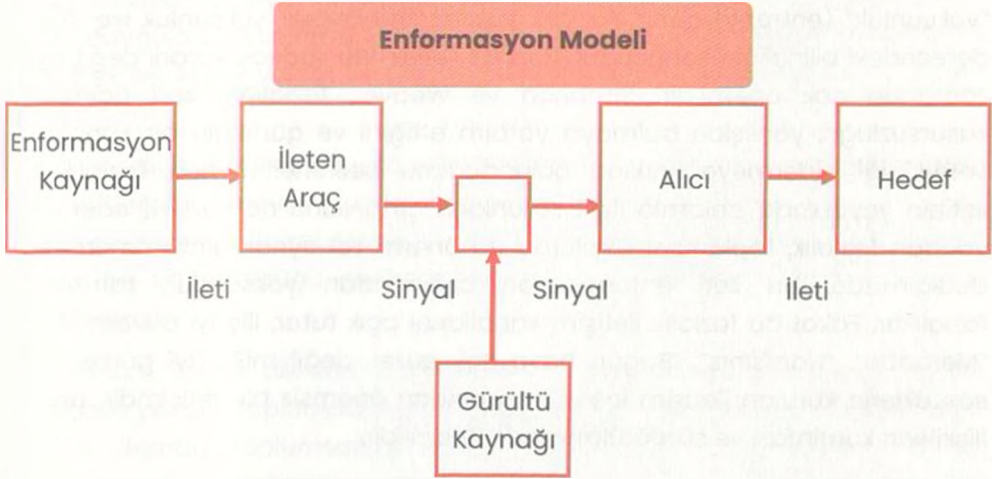 Enformasyon Modeli
Enformasyon
Kaynağı
İleten
Araç
Alıcı
Hedef
İleti
Sinyal
Sinyal
İleti
Gürültü
Kaynağı